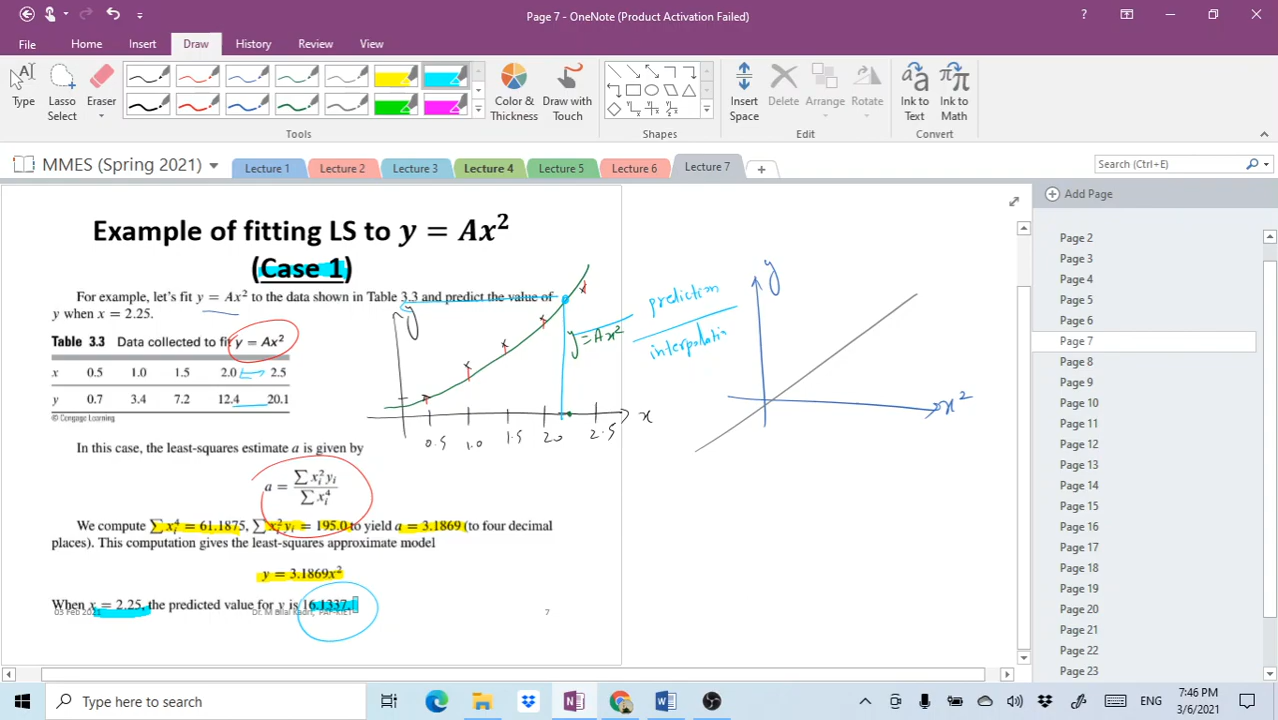 Page 7 - OneNote (Product Activation Failed)
?
File Home Insert Draw History Review View
Type
Lasso Select
Eraser
Color & Thickness
Draw with Touch
Insert Space
Delete
Arrange
Rotate
Ink to Text
Ink to Math
Tools
Shapes
Edit
Convert
MMES (Spring 2021)
Lecture 1 Lecture 2 Lecture 3 Lecture 4 Lecture 5 Lecture 6 Lecture 7
Search (Ctrl+E)
Add Page
Page 2
Page 3
Page 4
Page 5
Page 6
Page 7
Page 8
Page 9
Page 10
Page 11
Page 12
Page 13
Page 14
Page 15
Page 16
Page 17
Page 18
Page 19
Page 20
Page 21
Page 22
Page 23
Example of fitting LS to y = Ax²
(Case 1)
For example, let's fit y = Ax² to the data shown in Table 3.3 and predict the value of
y when x = 2.25.
Table 3.3 Data collected to fit y = Ax²
x 0.5 1.0 1.5 2.0 2.5
y 0.7 3.4 7.2 12.4 20.1
© Cengage Learning
In this case, the least-squares estimate a is given by
a = ∑ xᵢ² yᵢ / ∑ xᵢ⁴
We compute ∑ xᵢ⁴ = 61.1875, ∑ xᵢ² yᵢ = 195.0 to yield a = 3.1869 (to four decimal
places). This computation gives the least-squares approximate model
y = 3.1869x²
When x = 2.25, the predicted value for y is 16.1337.
7
y
y = Ax²
0.5 1.0 1.5 2.0 2.5 x
prediction
y
x²
Type here to search
ENG
7:46 PM
3/6/2021